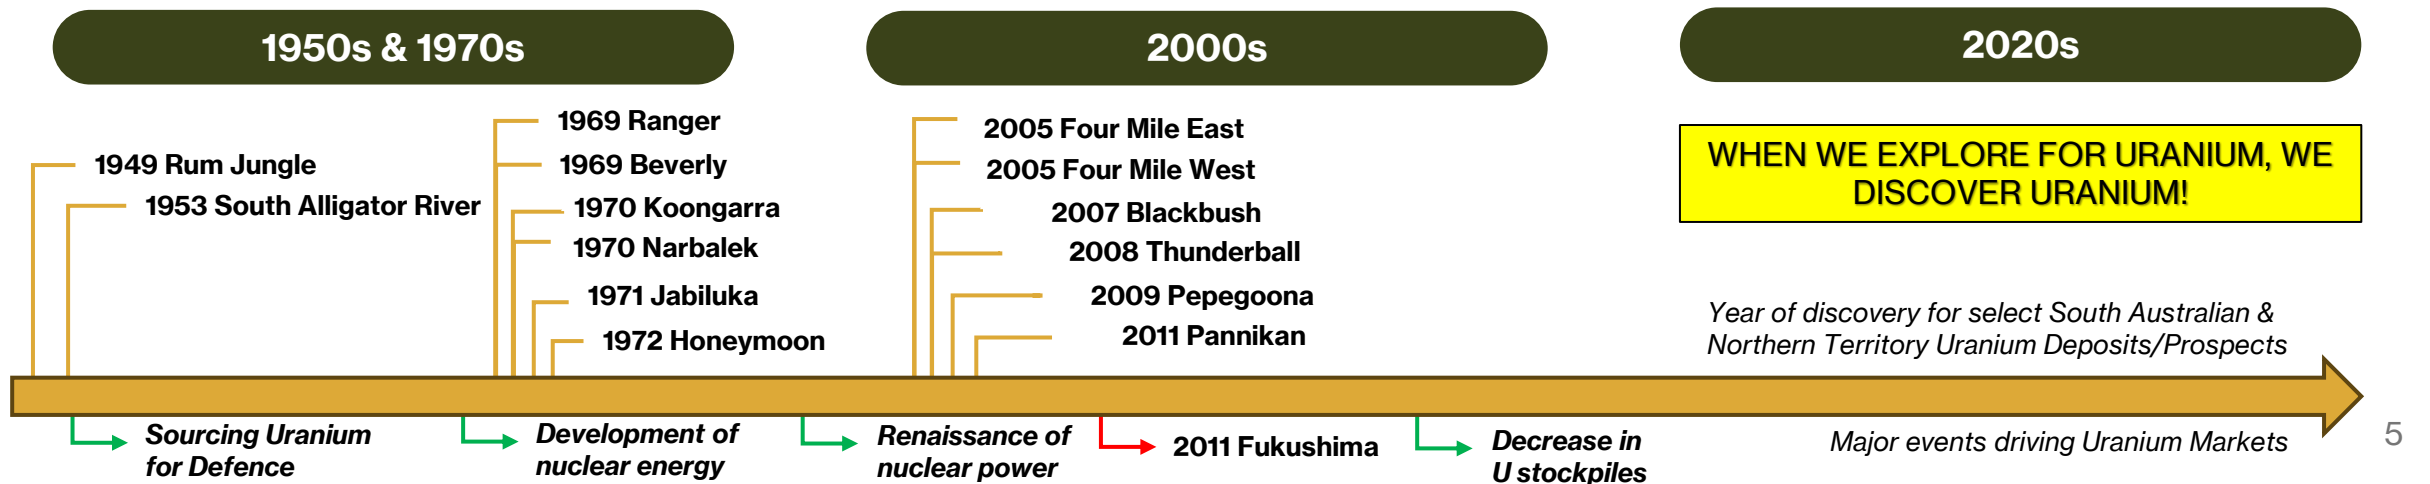 1950s & 1970s
1949 Rum Jungle
1953 South Alligator River
1969 Ranger
1969 Beverly
1970 Koongarra
1970 Narbalek
1971 Jabiluka
1972 Honeymoon
2000s
2005 Four Mile East
2005 Four Mile West
2007 Blackbush
2008 Thunderball
2009 Pepegoona
2011 Pannikan
2020s
WHEN WE EXPLORE FOR URANIUM, WE
DISCOVER URANIUM!
Year of discovery for select South Australian &
Northern Territory Uranium Deposits/Prospects
Sourcing Uranium
for Defence
Development of
nuclear energy
Renaissance of
nuclear power
2011 Fukushima
Decrease in
U stockpiles
Major events driving Uranium Markets
5